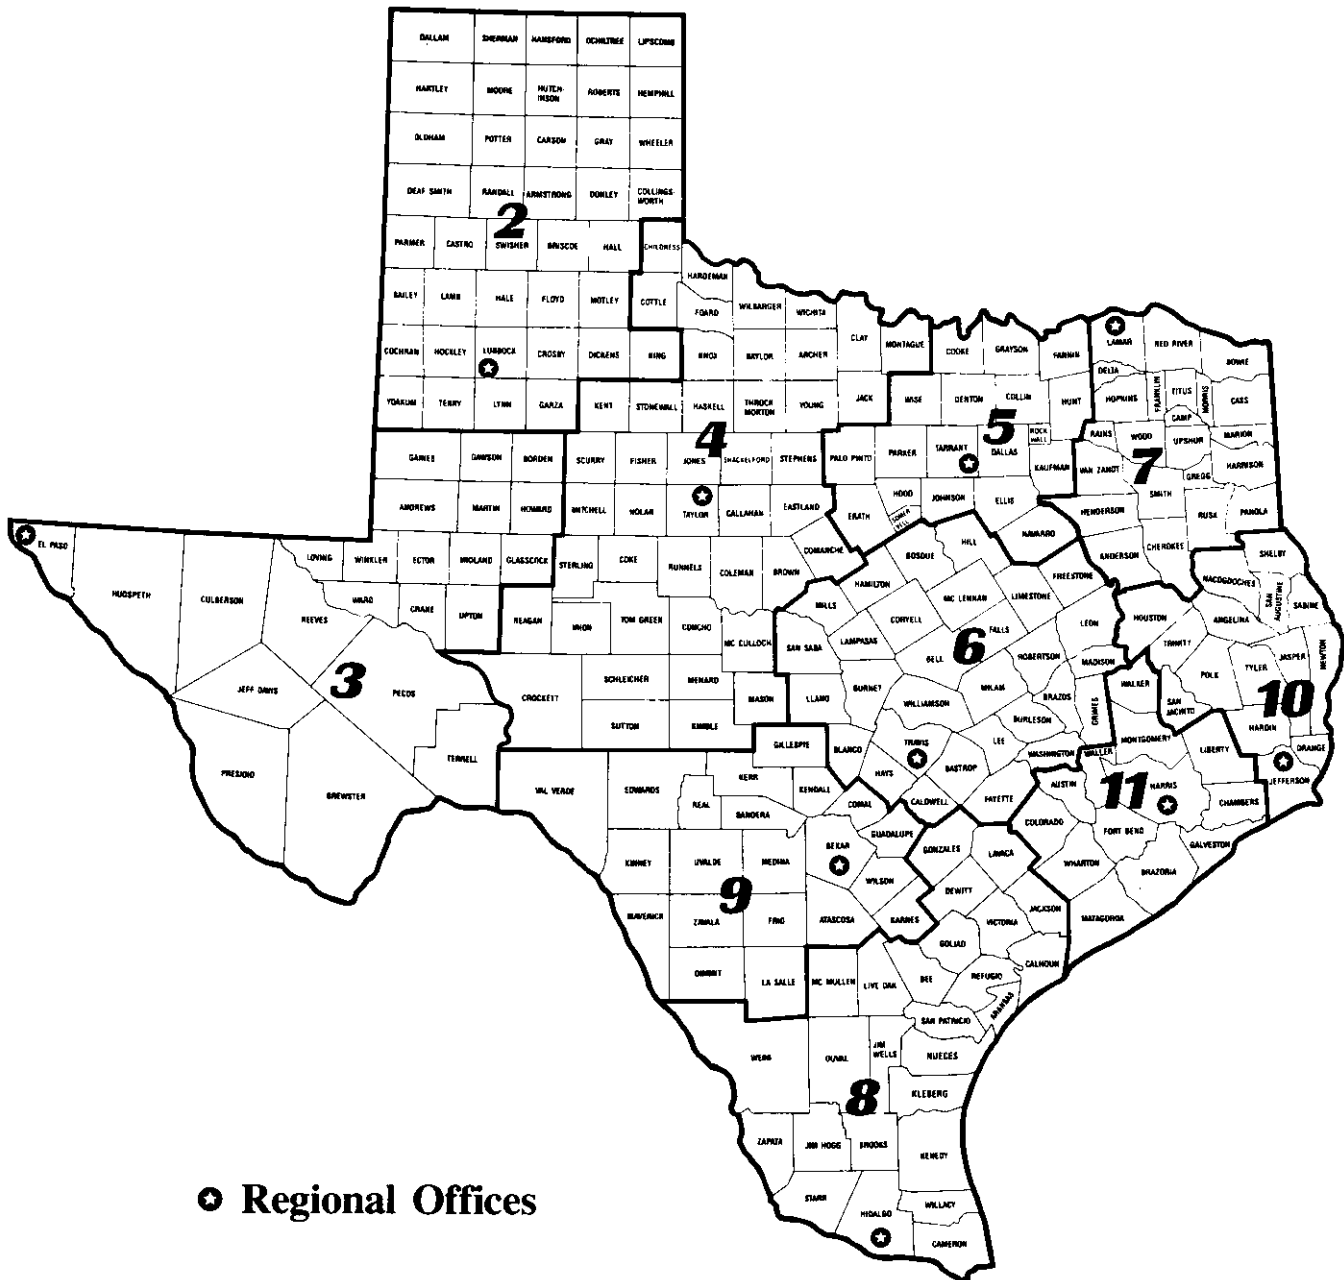 DALLAM SHERMAN HANSFORD OCHILTREE LIPSCOMB
HARTLEY MOORE HUTCH- ROBERTS HEMPHILL
INSON
OLDHAM POTTER CARSON GRAY WHEELER
DEAF SMITH RANDALL ARMSTRONG DONLEY COLLINGS-
WORTH
2
PARMER CASTRO SWISHER BRISCOE HALL CHILDRESS
HARDEMAN
BAILEY LAMB HALE FLOYD MOTLEY COTTLE
FOARD WILBARGER WICHITA
CLAY MONTAGUE COOKE GRAYSON FANNIN LAMAR RED RIVER BOWIE
COCHRAN HOCKLEY LUBBOCK CROSBY DICKENS KING KNOX BAYLOR ARCHER
DELTA
YOAKUM TERRY LYNN GARZA KENT STONEWALL HASKELL THROCK YOUNG JACK WISE DENTON COLLIN HUNT HOPKINS FRANKLIN TITUS MORRIS CASS
MORTON
CAMP
4 5
ROCK
WALL
RAINS WOOD UPSHUR MARION
GAINES DAWSON BORDEN SCURRY FISHER JONES SHACKELFORD STEPHENS PALO PINTO PARKER TARRANT DALLAS KAUFMAN VAN ZANDT 7 GREGG HARRISON
ANDREWS MARTIN HOWARD MITCHELL NOLAN TAYLOR CALLAHAN EASTLAND ERATH HOOD JOHNSON ELLIS HENDERSON SMITH RUSK PANOLA
SOMER
VELL
NAVARRO
EL PASO LOVING WINKLER ECTOR MIDLAND GLASSCOCK STERLING COKE RUNNELS COLEMAN BROWN COMANCHE BOSQUE HILL ANDERSON CHEROKEE SHELBY
HUDSPETH CULBERSON REEVES WARD CRANE UPTON REAGAN IRION TOM GREEN CONCHO MC CULLOCH MILLS HAMILTON MC LENNAN LIMESTONE FREESTONE NACOGDOCHES SAN
AUGUSTINE SABINE
SAN SABA LAMPASAS CORYELL FALLS LEON HOUSTON ANGELINA
3 6
JEFF DAVIS PECOS CROCKETT SCHLEICHER MENARD MASON LLANO BURNET BELL MILAM ROBERTSON MADISON TRINITY WALKER POLK TYLER JASPER NEWTON
10
SUTTON KIMBLE WILLIAMSON BRAZOS GRIMES SAN
JACINTO HARDIN
PRESIDIO BREWSTER TERRELL GILLESPIE BLANCO TRAVIS LEE BURLESON WASHINGTON WALLER MONTGOMERY LIBERTY ORANGE
JEFFERSON
VAL VERDE EDWARDS KERR KENDALL HAYS BASTROP FAYETTE AUSTIN 11 HARRIS CHAMBERS
REAL BANDERA COMAL CALDWELL COLORADO FORT BEND GALVESTON
KINNEY UVALDE MEDINA BEXAR GUADALUPE GONZALES LAVACA WHARTON BRAZORIA
9
WILSON DEWITT
MAVERICK ZAVALA FRIO ATASCOSA KARNES VICTORIA JACKSON MATAGORDA
GOLIAD CALHOUN
DIMMIT LA SALLE MC MULLEN LIVE OAK BEE REFUGIO
ARANSAS
SAN PATRICIO
WEBB DUVAL JIM
WELLS NUECES
8 KLEBERG
ZAPATA JIM HOGG BROOKS KENEDY
STARR HIDALGO WILLACY
CAMERON
Regional Offices